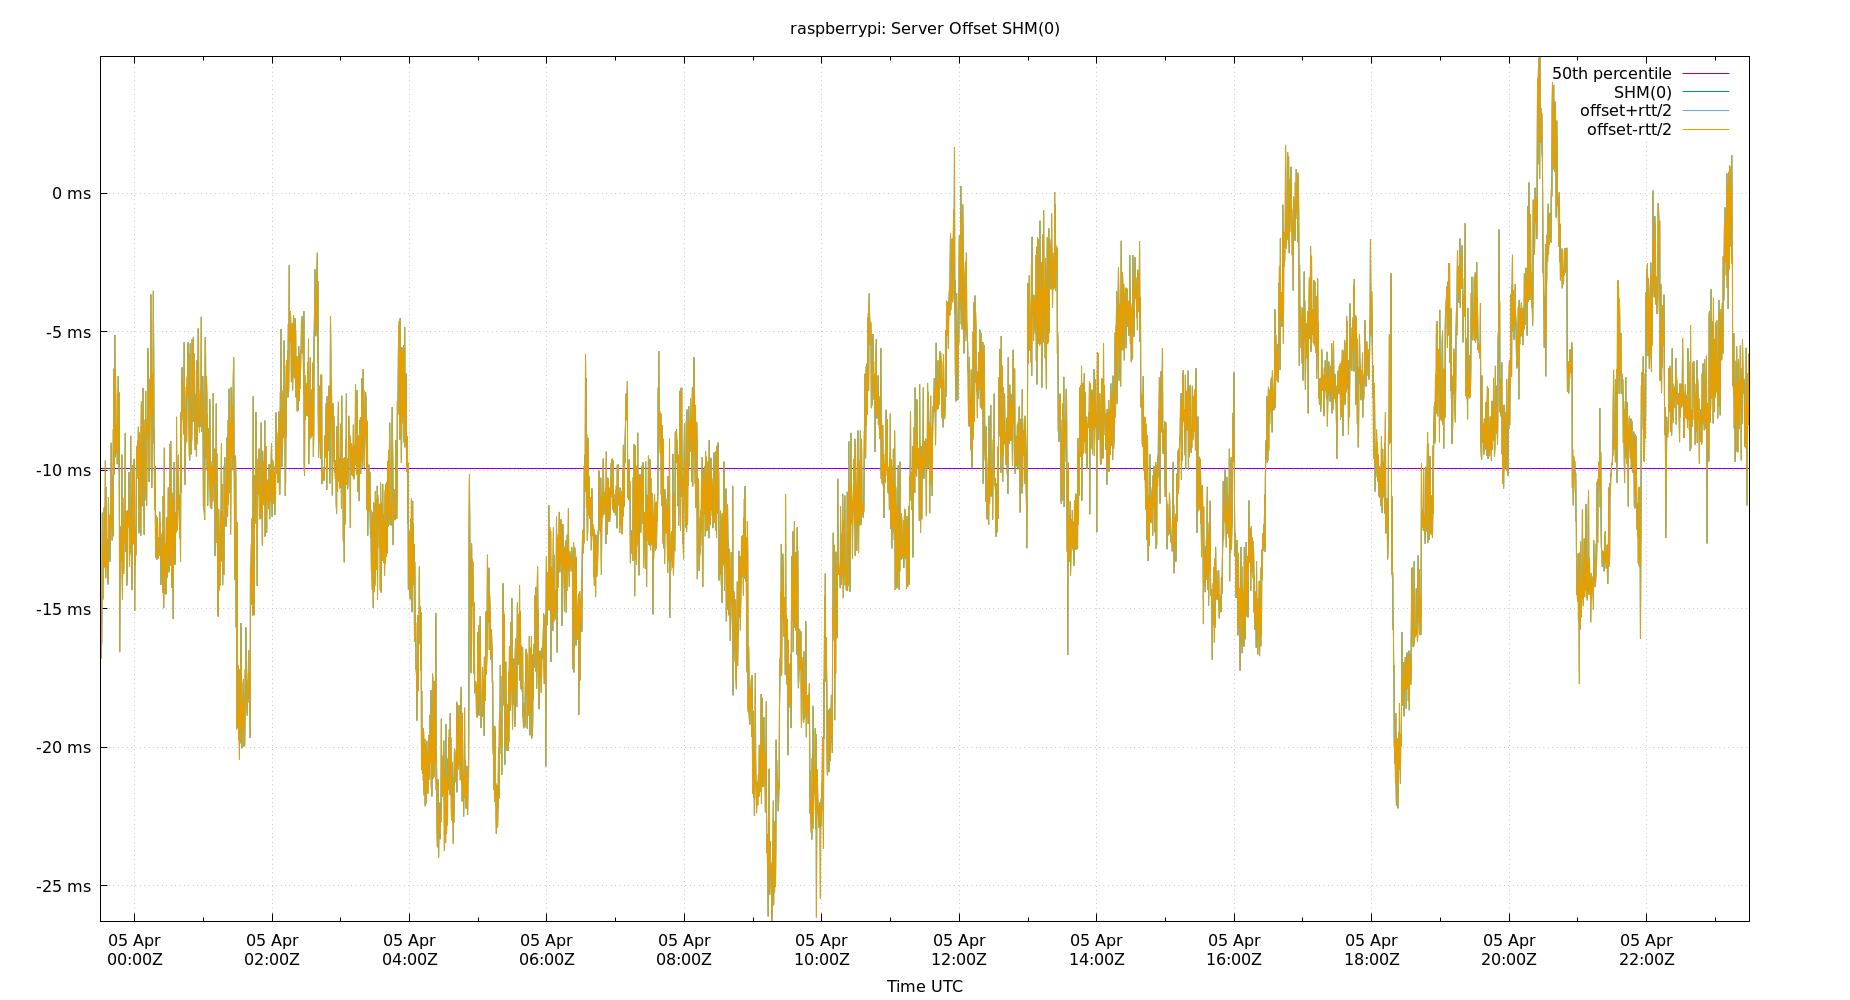 raspberrypi: Server Offset SHM(0)
50th percentile
SHM(0)
offset+rtt/2
offset-rtt/2
0 ms
-5 ms
-10 ms
-15 ms
-20 ms
-25 ms
05 Apr 05 Apr 05 Apr 05 Apr 05 Apr 05 Apr 05 Apr 05 Apr 05 Apr 05 Apr 05 Apr 05 Apr
00:00Z 02:00Z 04:00Z 06:00Z 08:00Z 10:00Z 12:00Z 14:00Z 16:00Z 18:00Z 20:00Z 22:00Z
Time UTC